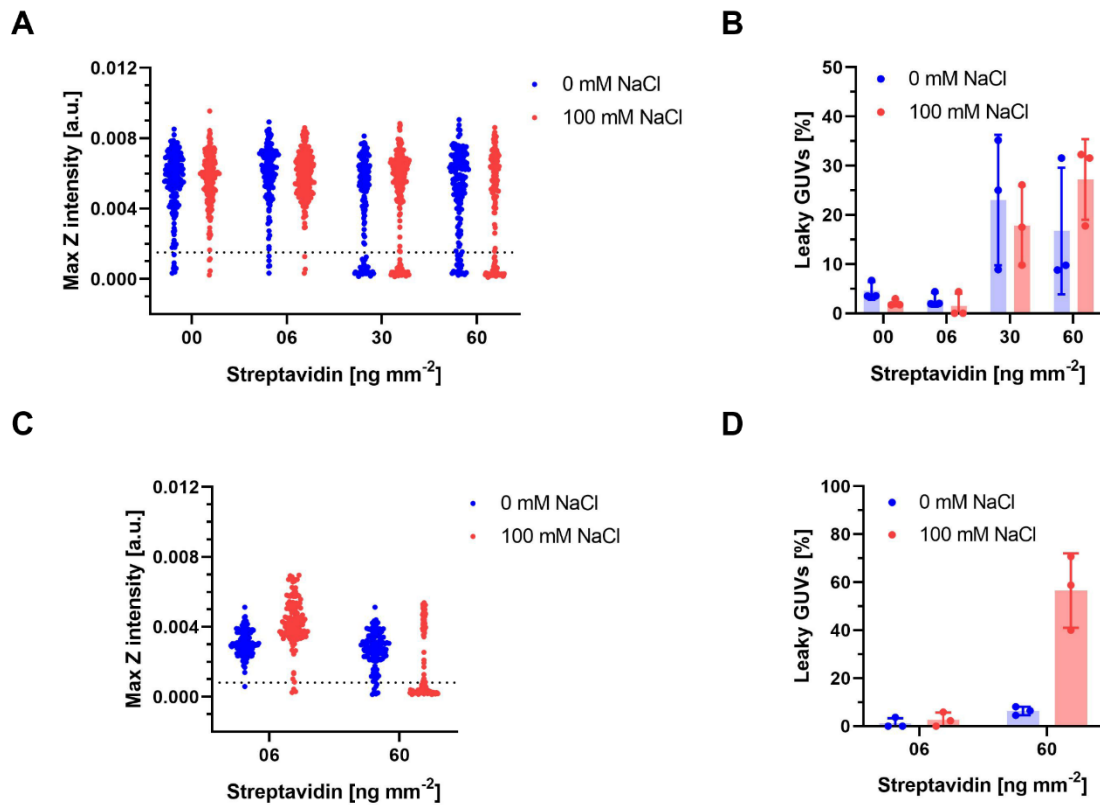 A
0 mM NaCl
100 mM NaCl
Max Z intensity [a.u.]
0.012
0.008
0.004
0.000
00 06 30 60
Streptavidin [ng mm⁻²]
B
0 mM NaCl
100 mM NaCl
Leaky GUVs [%]
50
40
30
20
10
0
00 06 30 60
Streptavidin [ng mm⁻²]
C
0 mM NaCl
100 mM NaCl
Max Z intensity [a.u.]
0.012
0.008
0.004
0.000
06 60
Streptavidin [ng mm⁻²]
D
0 mM NaCl
100 mM NaCl
Leaky GUVs [%]
100
80
60
40
20
0
06 60
Streptavidin [ng mm⁻²]